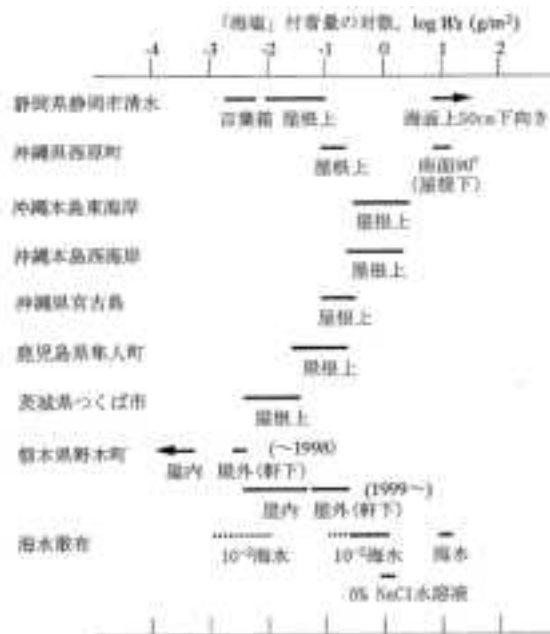 「海塩」付着量の対数, log Ws (g/m²)
-4 -3 -2 -1 0 1 2
静岡県静岡市清水
百葉箱 屋根上 海面上50cm下向き
沖縄県西原町
屋根上 南面90°
(屋根下)
沖縄本島東海岸
屋根上
沖縄本島西海岸
屋根上
沖縄県宮古島
屋根上
鹿児島県隼人町
屋根上
茨城県つくば市
屋根上
栃木県野木町 (～1998)
屋内 屋外(軒下)
(1999～)
屋内 屋外(軒下)
海水散布
海水 海水 海水
NaCl水溶液